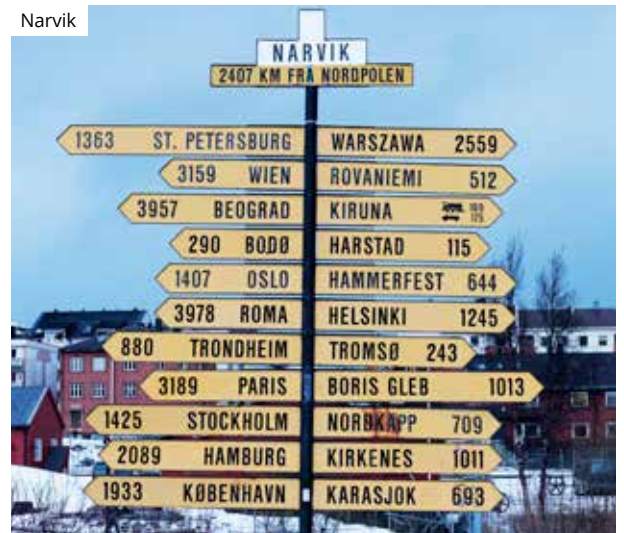 Narvik
NARVIK
2407 KM FRA NORDPOLEN
1363 ST. PETERSBURG
3159 WIEN
3957 BEOGRAD
290 BODØ
1407 OSLO
3978 ROMA
880 TRONDHEIM
3189 PARIS
1425 STOCKHOLM
2089 HAMBURG
1933 KØBENHAVN
WARSZAWA 2559
ROVANIEMI 512
KIRUNA
HARSTAD 115
HAMMERFEST 644
HELSINKI 1245
TROMSØ 243
BORIS GLEB 1013
NORDKAPP 709
KIRKENES 1011
KARASJOK 693